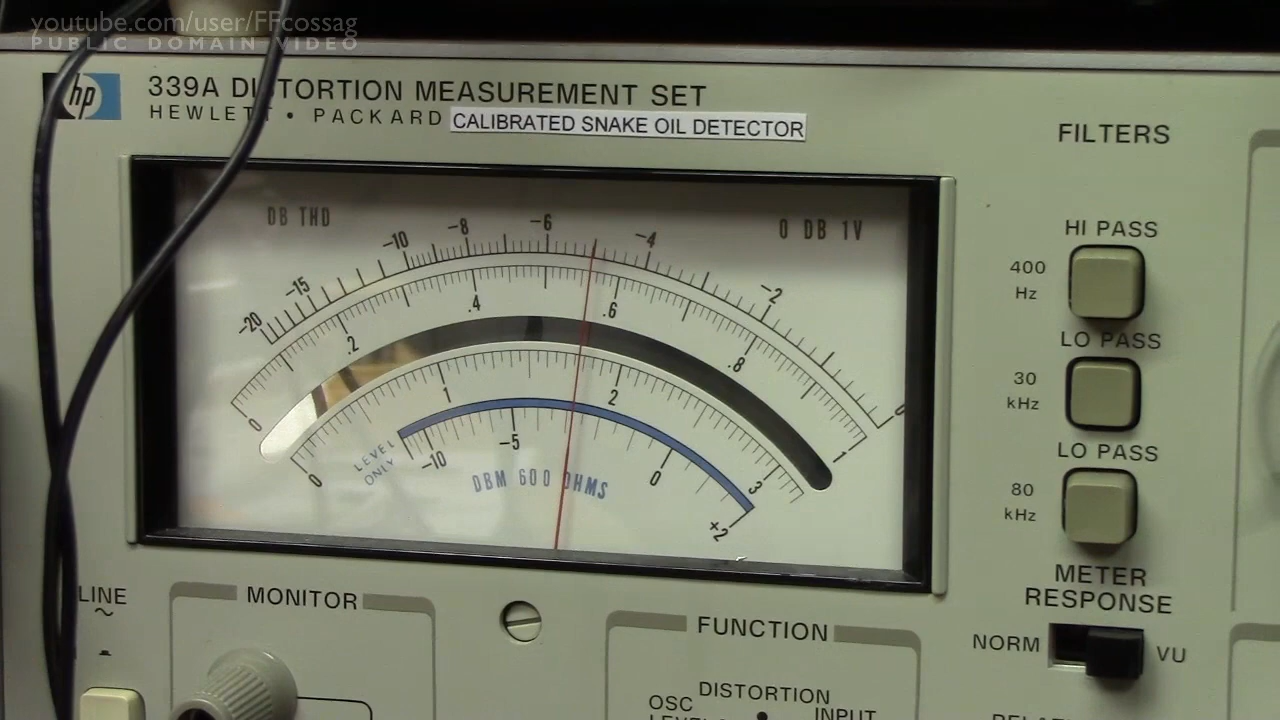 youtube.com/user/FFcossag
PUBLIC DOMAIN VIDEO
hp
339A DISTORTION MEASUREMENT SET
HEWLETT • PACKARD
CALIBRATED SNAKE OIL DETECTOR
FILTERS
DB THD
0 DB 1V
-20 -15 -10 -8 -6 -4 -2 0
0 .2 .4 .6 .8 1
0 1 2 3
LEVEL
ONLY
-10 -5 0 +2
DBM 600 OHMS
HI PASS
400
Hz
LO PASS
30
kHz
LO PASS
80
kHz
METER
RESPONSE
NORM
VU
LINE
~
MONITOR
FUNCTION
DISTORTION
OSC
INPUT